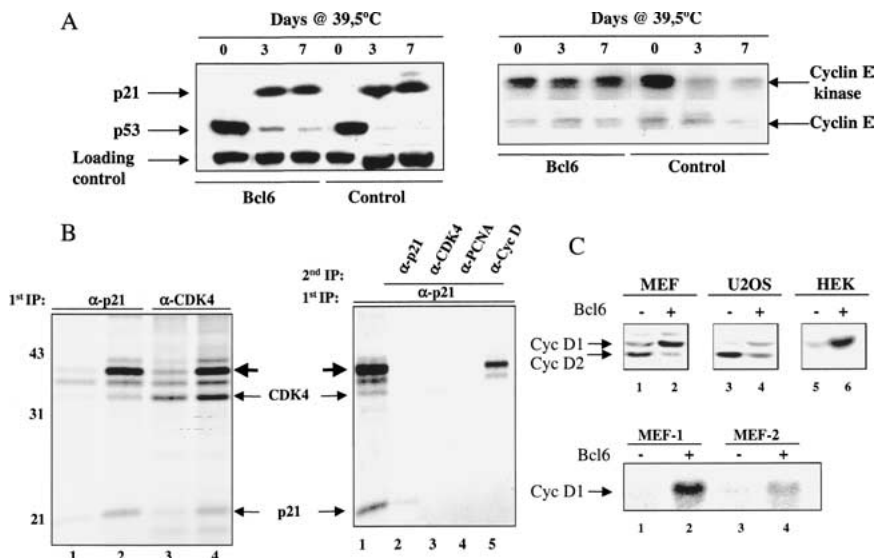 A
Days @ 39,5ºC
0 3 7 0 3 7
p21
p53
Loading control
Bcl6 Control
Days @ 39,5ºC
0 3 7 0 3 7
Cyclin E kinase
Cyclin E
Bcl6 Control
B
1st IP: α-p21 α-CDK4
43
31
21
CDK4
p21
1 2 3 4
2nd IP: α-p21 α-CDK4 α-PCNA α-Cyc D
1st IP: α-p21
1 2 3 4 5
C
MEF U2OS HEK
Bcl6 - + - + - +
Cyc D1
Cyc D2
1 2 3 4 5 6
MEF-1 MEF-2
Bcl6 - + - +
Cyc D1
1 2 3 4